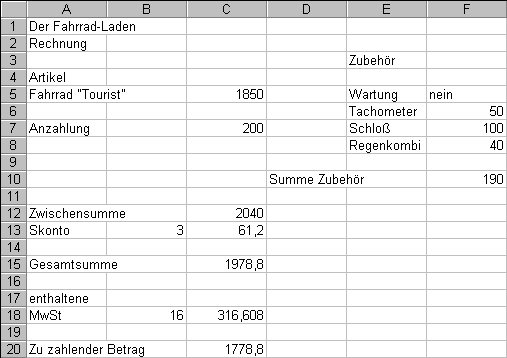 A B C D E F
1 Der Fahrrad-Laden
2 Rechnung
3 Zubehör
4 Artikel
5 Fahrrad "Tourist" 1850 Wartung nein
6 Tachometer 50
7 Anzahlung 200 Schloß 100
8 Regenkombi 40
9
10 Summe Zubehör 190
11
12 Zwischensumme 2040
13 Skonto 3 61,2
14
15 Gesamtsumme 1978,8
16
17 enthaltene
18 MwSt 16 316,608
19
20 Zu zahlender Betrag 1778,8